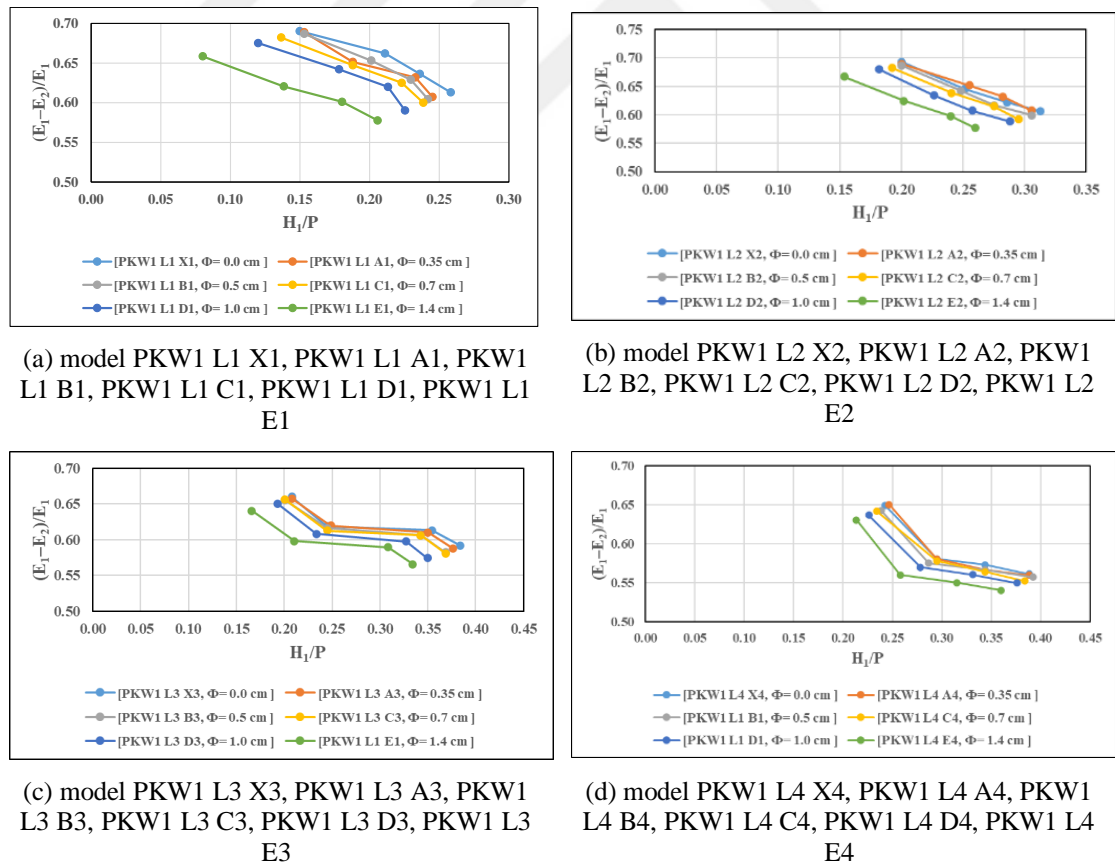 (E₁−E₂)/E₁
0.70
0.65
0.60
0.55
0.50
0.00 0.05 0.10 0.15 0.20 0.25 0.30
H₁/P
[PKW1 L1 X1, Φ= 0.0 cm ] [PKW1 L1 A1, Φ= 0.35 cm ]
[PKW1 L1 B1, Φ= 0.5 cm ] [PKW1 L1 C1, Φ= 0.7 cm ]
[PKW1 L1 D1, Φ= 1.0 cm ] [PKW1 L1 E1, Φ= 1.4 cm ]
(a) model PKW1 L1 X1, PKW1 L1 A1, PKW1
L1 B1, PKW1 L1 C1, PKW1 L1 D1, PKW1 L1
E1
(E₁−E₂)/E₁
0.75
0.70
0.65
0.60
0.55
0.50
0.00 0.05 0.10 0.15 0.20 0.25 0.30 0.35
H₁/P
[PKW1 L2 X2, Φ= 0.0 cm ] [PKW1 L2 A2, Φ= 0.35 cm ]
[PKW1 L2 B2, Φ= 0.5 cm ] [PKW1 L2 C2, Φ= 0.7 cm ]
[PKW1 L2 D2, Φ= 1.0 cm ] [PKW1 L2 E2, Φ= 1.4 cm ]
(b) model PKW1 L2 X2, PKW1 L2 A2, PKW1
L2 B2, PKW1 L2 C2, PKW1 L2 D2, PKW1 L2
E2
(E₁−E₂)/E₁
0.70
0.65
0.60
0.55
0.50
0.00 0.05 0.10 0.15 0.20 0.25 0.30 0.35 0.40 0.45
H₁/P
[PKW1 L3 X3, Φ= 0.0 cm ] [PKW1 L3 A3, Φ= 0.35 cm ]
[PKW1 L3 B3, Φ= 0.5 cm ] [PKW1 L3 C3, Φ= 0.7 cm ]
[PKW1 L3 D3, Φ= 1.0 cm ] [PKW1 L1 E1, Φ= 1.4 cm ]
(c) model PKW1 L3 X3, PKW1 L3 A3, PKW1
L3 B3, PKW1 L3 C3, PKW1 L3 D3, PKW1 L3
E3
(E₁−E₂)/E₁
0.70
0.65
0.60
0.55
0.50
0.00 0.05 0.10 0.15 0.20 0.25 0.30 0.35 0.40 0.45
H₁/P
[PKW1 L4 X4, Φ= 0.0 cm ] [PKW1 L4 A4, Φ= 0.35 cm ]
[PKW1 L1 B1, Φ= 0.5 cm ] [PKW1 L4 C4, Φ= 0.7 cm ]
[PKW1 L1 D1, Φ= 1.0 cm ] [PKW1 L4 E4, Φ= 1.4 cm ]
(d) model PKW1 L4 X4, PKW1 L4 A4, PKW1
L4 B4, PKW1 L4 C4, PKW1 L4 D4, PKW1 L4
E4